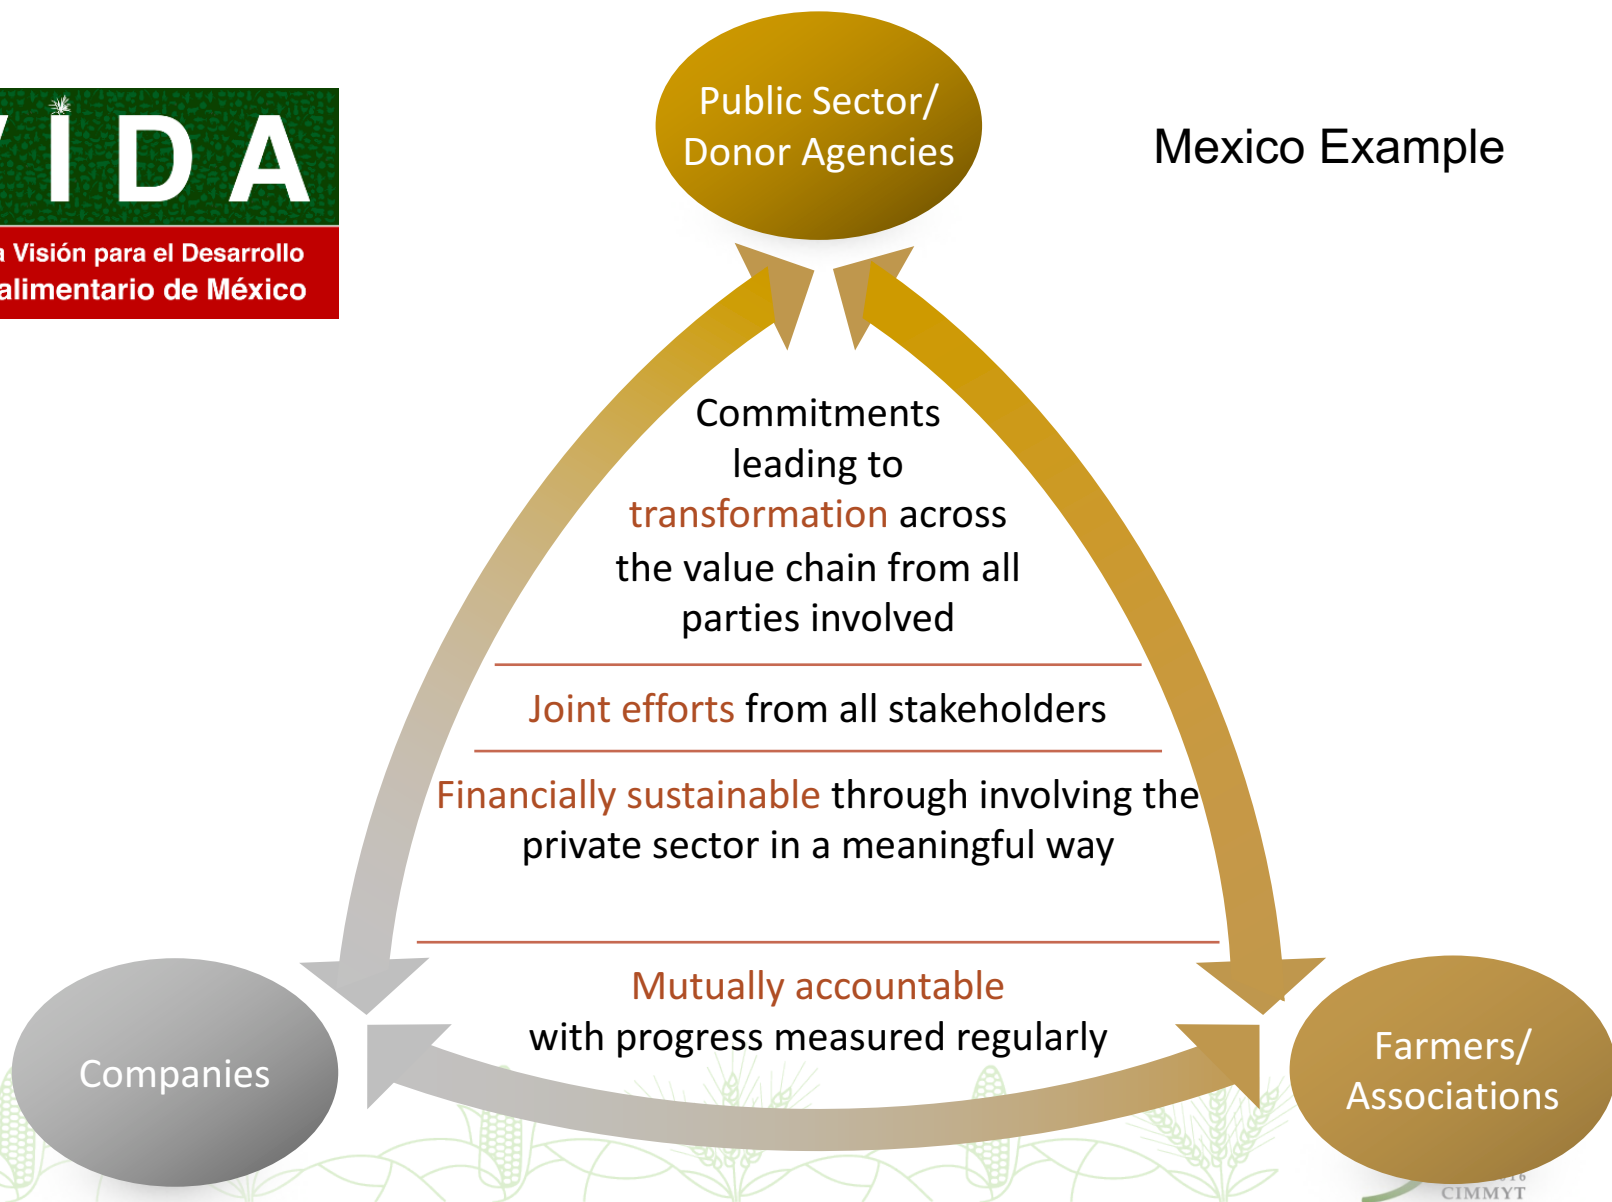 Public Sector/
Donor Agencies
Mexico Example
VIDA
Visión para el Desarrollo
alimentario de México
Commitments
leading to
transformation across
the value chain from all
parties involved
Joint efforts from all stakeholders
Financially sustainable through involving the
private sector in a meaningful way
Mutually accountable
with progress measured regularly
Companies
Farmers/
Associations
CIMMYT